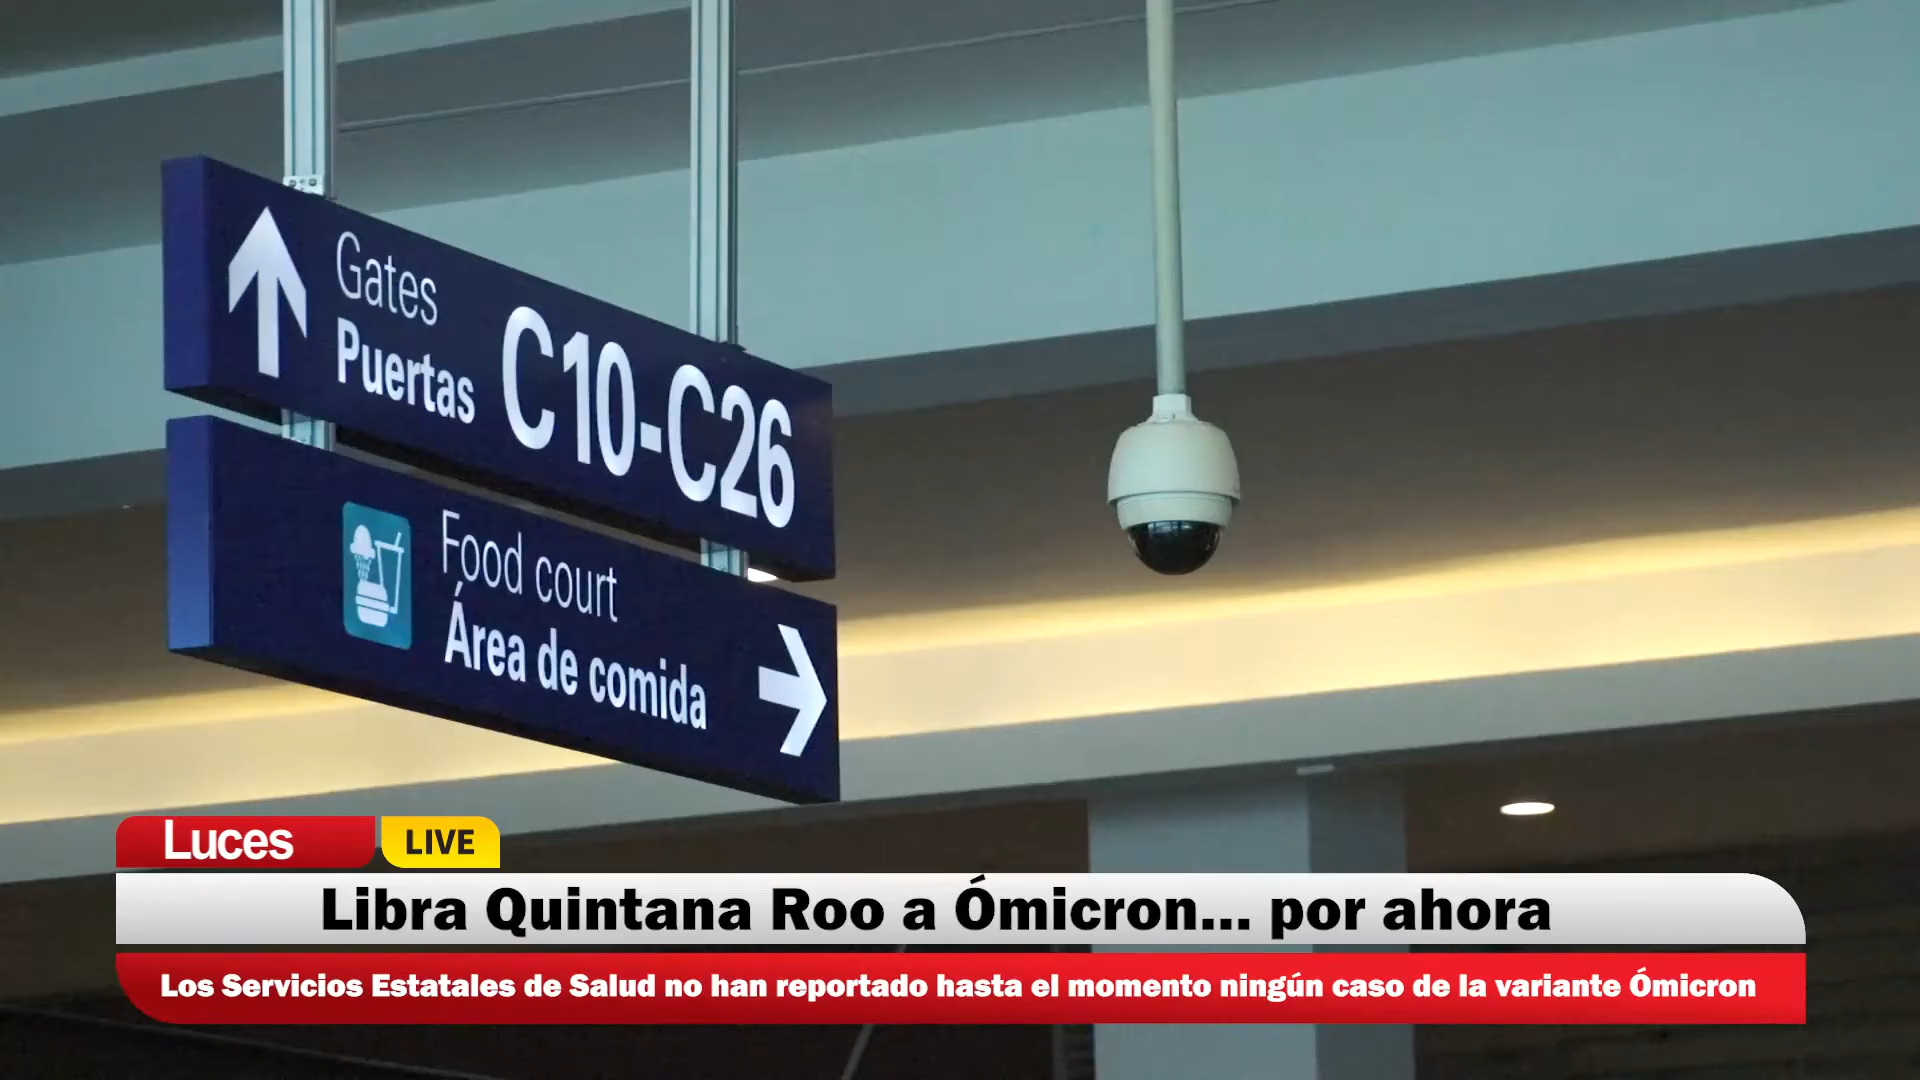 Gates
Puertas
C10-C26
Food court
Área de comida
Luces
LIVE
Libra Quintana Roo a Ómicron... por ahora
Los Servicios Estatales de Salud no han reportado hasta el momento ningún caso de la variante Ómicron